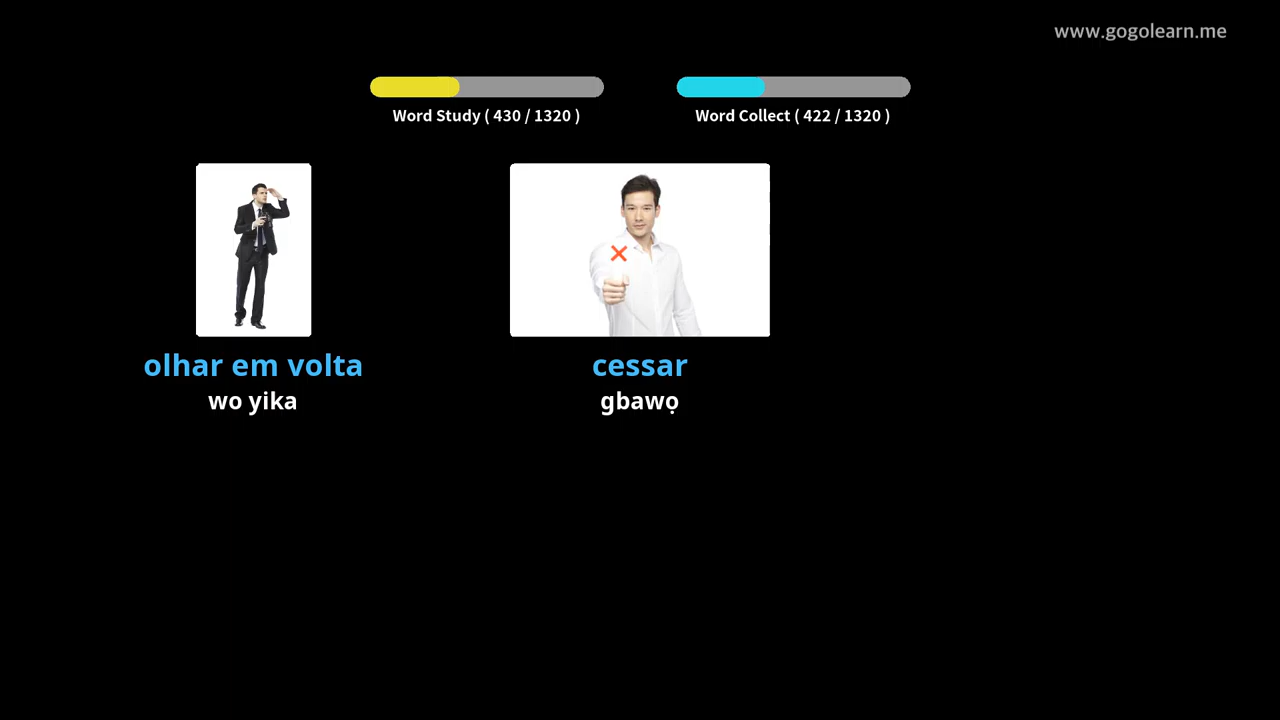 www.gogolearn.me
Word Study ( 430 / 1320 )
Word Collect ( 422 / 1320 )
olhar em volta
wo yika
cessar
gbawọ